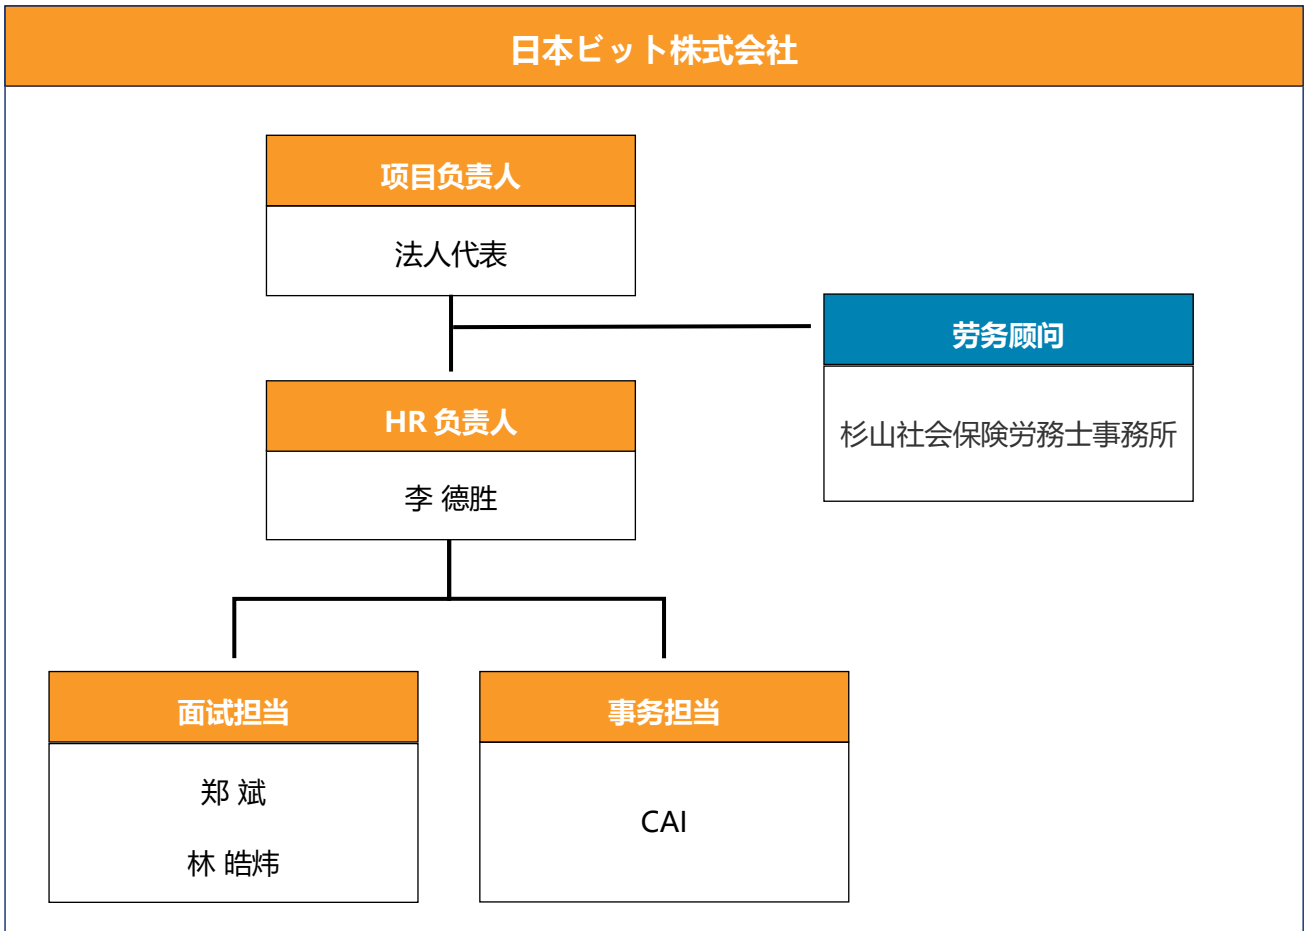 日本ビット株式会社
项目负责人
法人代表
劳务顾问
杉山社会保険労務士事務所
HR 负责人
李 德胜
面试担当
郑 斌
林 皓炜
事务担当
CAI